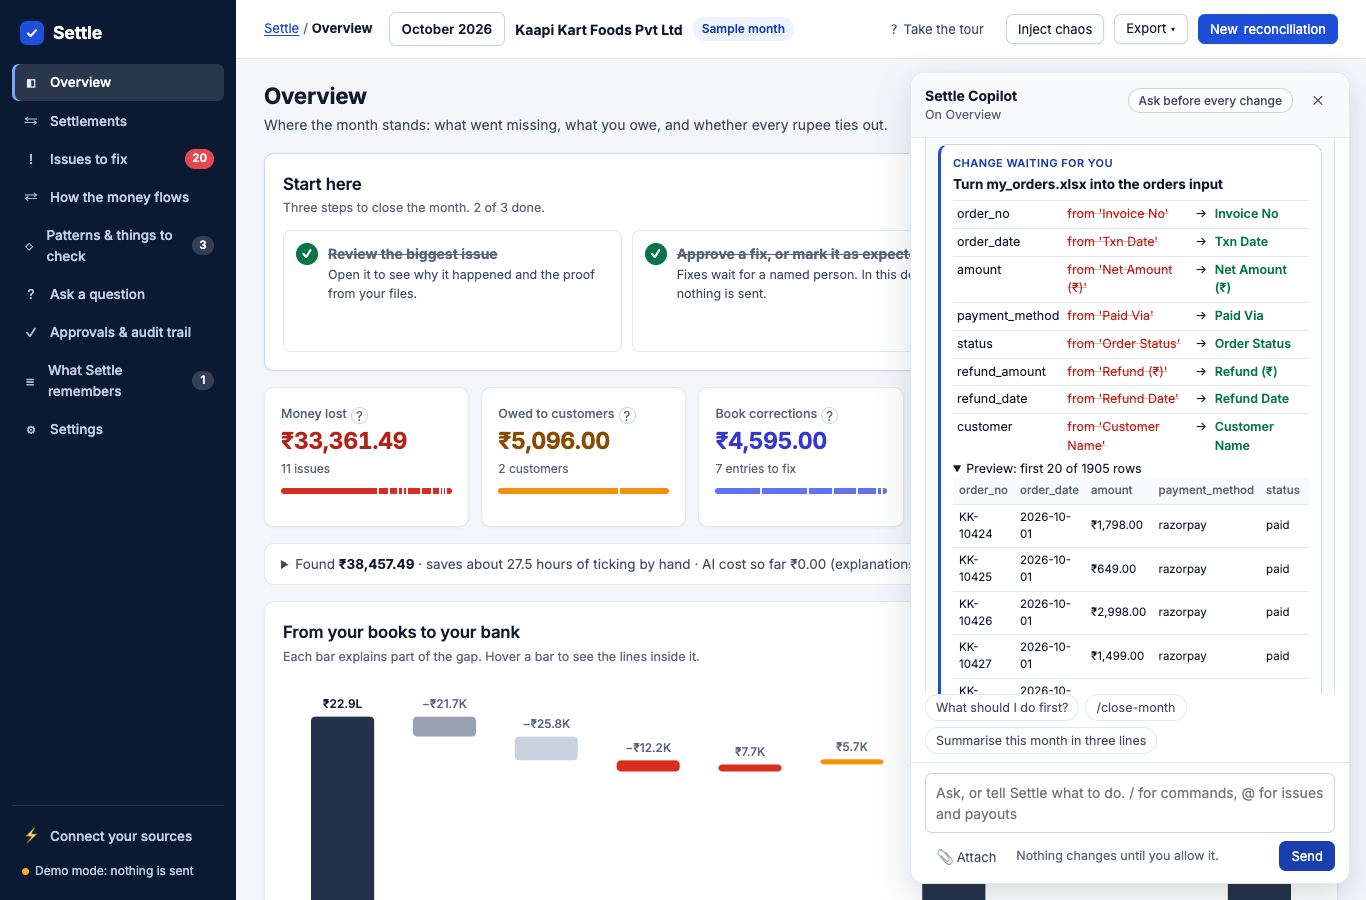 Settle
Overview
Settlements
Issues to fix
20
How the money flows
Patterns & things to
check
3
Ask a question
Approvals & audit trail
What Settle
remembers
1
Settings
Connect your sources
Demo mode: nothing is sent
Settle / Overview
October 2026
Kaapi Kart Foods Pvt Ltd
Sample month
? Take the tour
Inject chaos
Export
New reconciliation
Overview
Where the month stands: what went missing, what you owe, and whether every rupee ties out.
Start here
Three steps to close the month. 2 of 3 done.
Review the biggest issue
Open it to see why it happened and the proof
from your files.
Approve a fix, or mark it as expect
Fixes wait for a named person. In this de
nothing is sent.
Money lost ?
₹33,361.49
11 issues
Owed to customers ?
₹5,096.00
2 customers
Book corrections ?
₹4,595.00
7 entries to fix
Found ₹38,457.49 · saves about 27.5 hours of ticking by hand · AI cost so far ₹0.00 (explanations
From your books to your bank
Each bar explains part of the gap. Hover a bar to see the lines inside it.
₹22.9L
−₹21.7K
−₹25.8K
−₹12.2K
₹7.7K
₹5.7K
Settle Copilot
On Overview
Ask before every change
CHANGE WAITING FOR YOU
Turn my_orders.xlsx into the orders input
order_no from 'Invoice No' → Invoice No
order_date from 'Txn Date' → Txn Date
amount from 'Net Amount (₹)' → Net Amount (₹)
payment_method from 'Paid Via' → Paid Via
status from 'Order Status' → Order Status
refund_amount from 'Refund (₹)' → Refund (₹)
refund_date from 'Refund Date' → Refund Date
customer from 'Customer Name' → Customer Name
Preview: first 20 of 1905 rows
order_no order_date amount payment_method status
KK-10424 2026-10-01 ₹1,798.00 razorpay paid
KK-10425 2026-10-01 ₹649.00 razorpay paid
KK-10426 2026-10-01 ₹2,998.00 razorpay paid
KK-10427 2026-10-01 ₹1,499.00 razorpay paid
KK- 2026-10-
What should I do first?
/close-month
Summarise this month in three lines
Ask, or tell Settle what to do. / for commands, @ for issues
and payouts
Attach
Nothing changes until you allow it.
Send